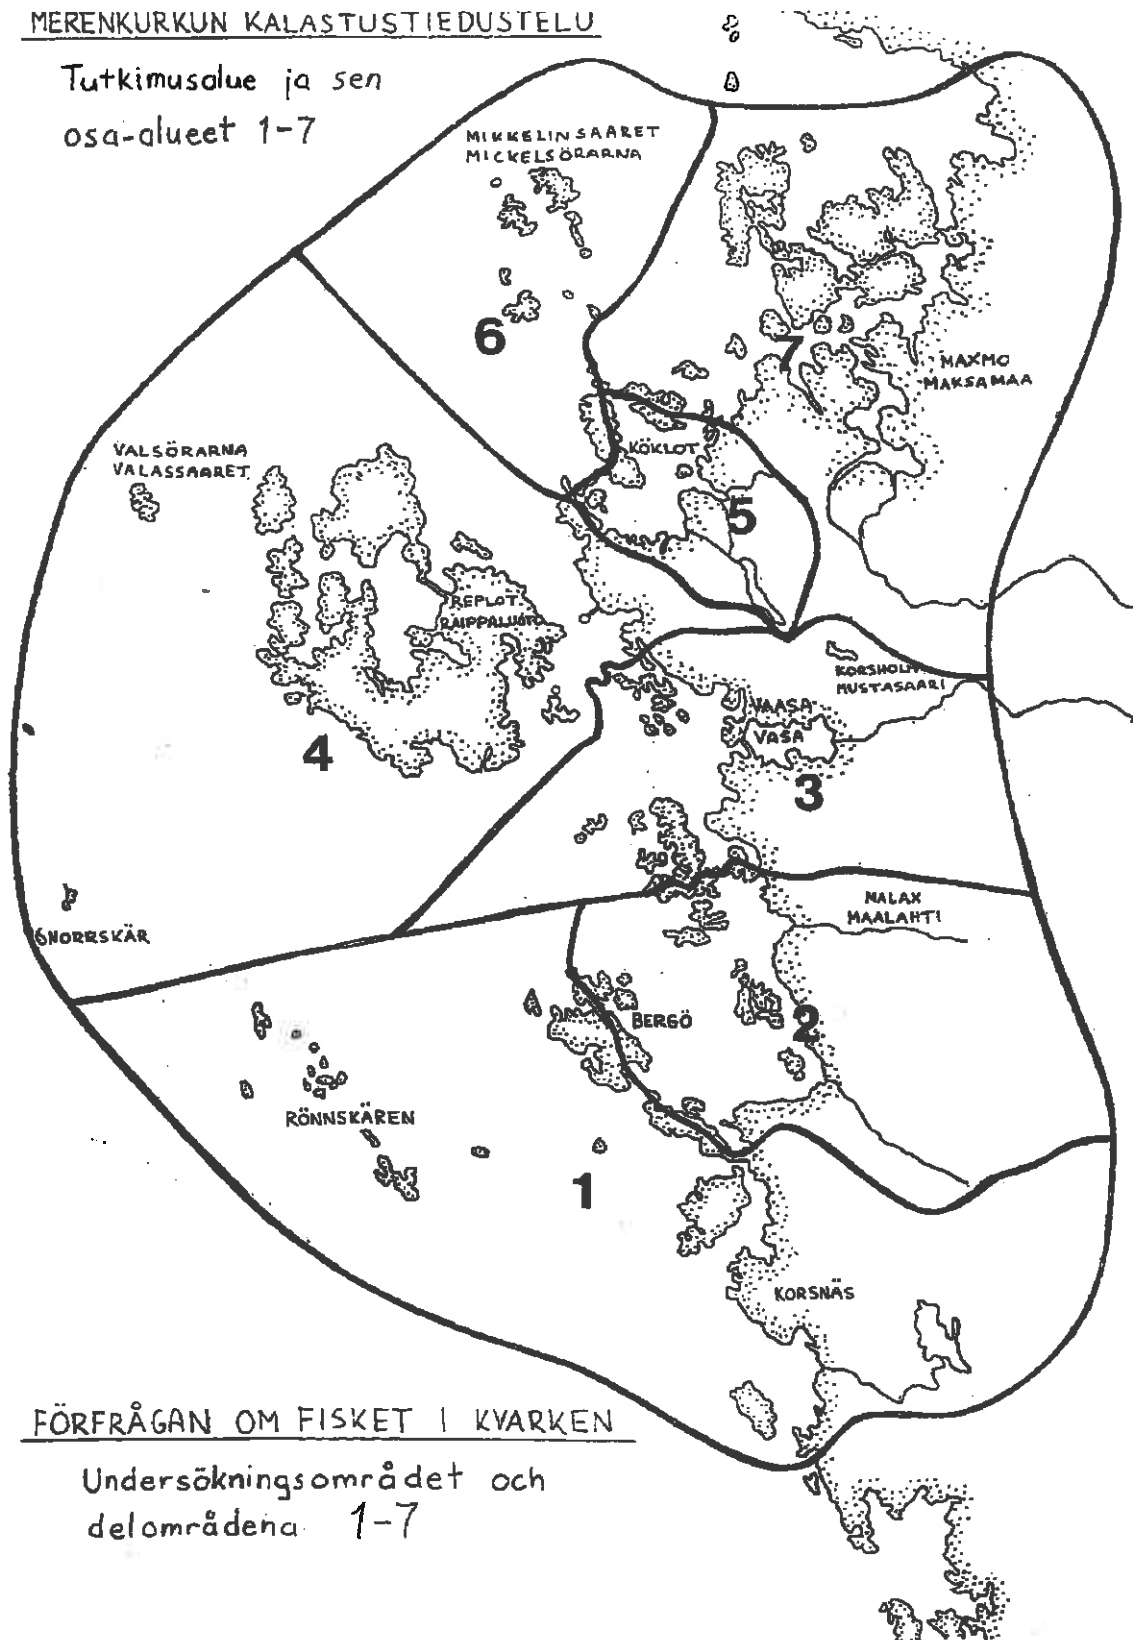 MERENKURKUN KALASTUSTIEDUSTELU
Tutkimusalue ja sen
osa-alueet 1-7
MIKKELINSAARET
MICKELSÖRARNA
6
7
MAXMO
MAKSAMAA
VALSÖRARNA
VALASSAARET
KÖKLOT
5
REPLOT
RAIPPALUOTO
KORSHOLM
MUSTASAARI
VAASA
VASA
4
3
MALAX
MAALAHTI
NORRSKÄR
BERGÖ
2
RÖNNSKÄREN
1
KORSNÄS
FÖRFRÅGAN OM FISKET I KVARKEN
Undersökningsområdet och
delområdena 1-7